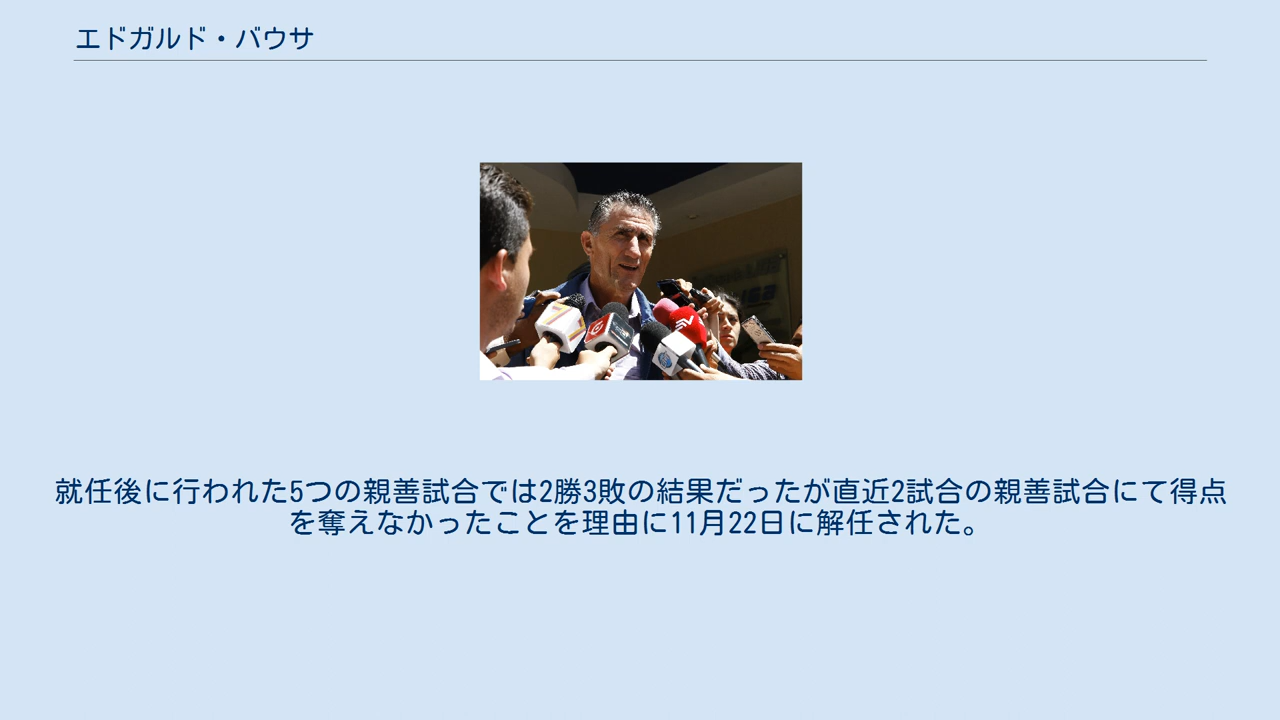 エドガルド・バウサ
就任後に行われた5つの親善試合では2勝3敗の結果だったが直近2試合の親善試合にて得点
を奪えなかったことを理由に11月22日に解任された。